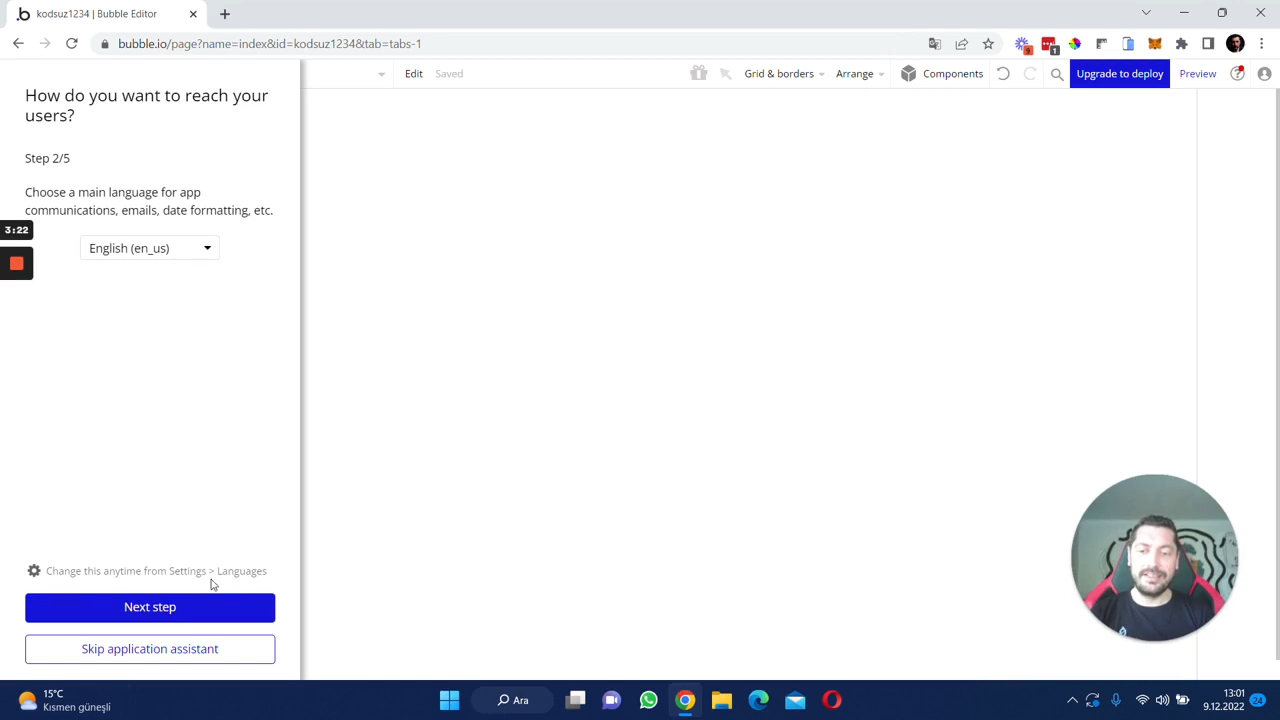 kodsuz1234 | Bubble Editor
bubble.io/page?name=index&id=kodsuz1234&tab=tabs-1
9
1
Edit
Saved
Grid & borders
Arrange
Components
Upgrade to deploy
Preview
How do you want to reach your
users?
Step 2/5
Choose a main language for app
communications, emails, date formatting, etc.
3:22
English (en_us)
Change this anytime from Settings > Languages
Next step
Skip application assistant
15°C
Kısmen güneşli
Ara
13:01
9.12.2022
24